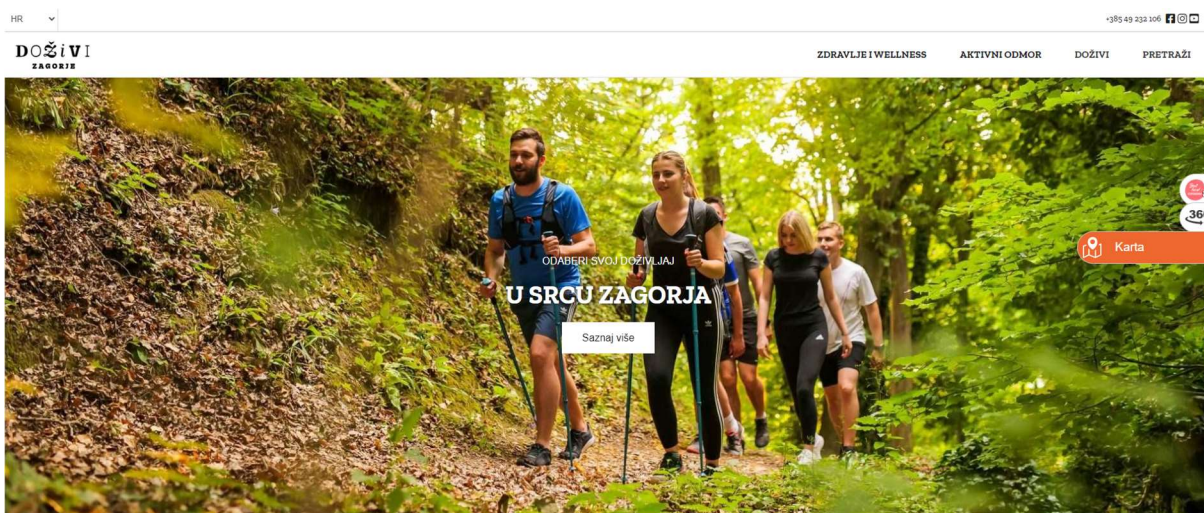 HR
+385 49 232 106
DOŽiVI
ZAGORJE
ZDRAVLJE I WELLNESS
AKTIVNI ODMOR
DOŽIVI
PRETRAŽI
ODABERI SVOJ DOŽIVLJAJ
U SRCU ZAGORJA
Saznaj više
Karta